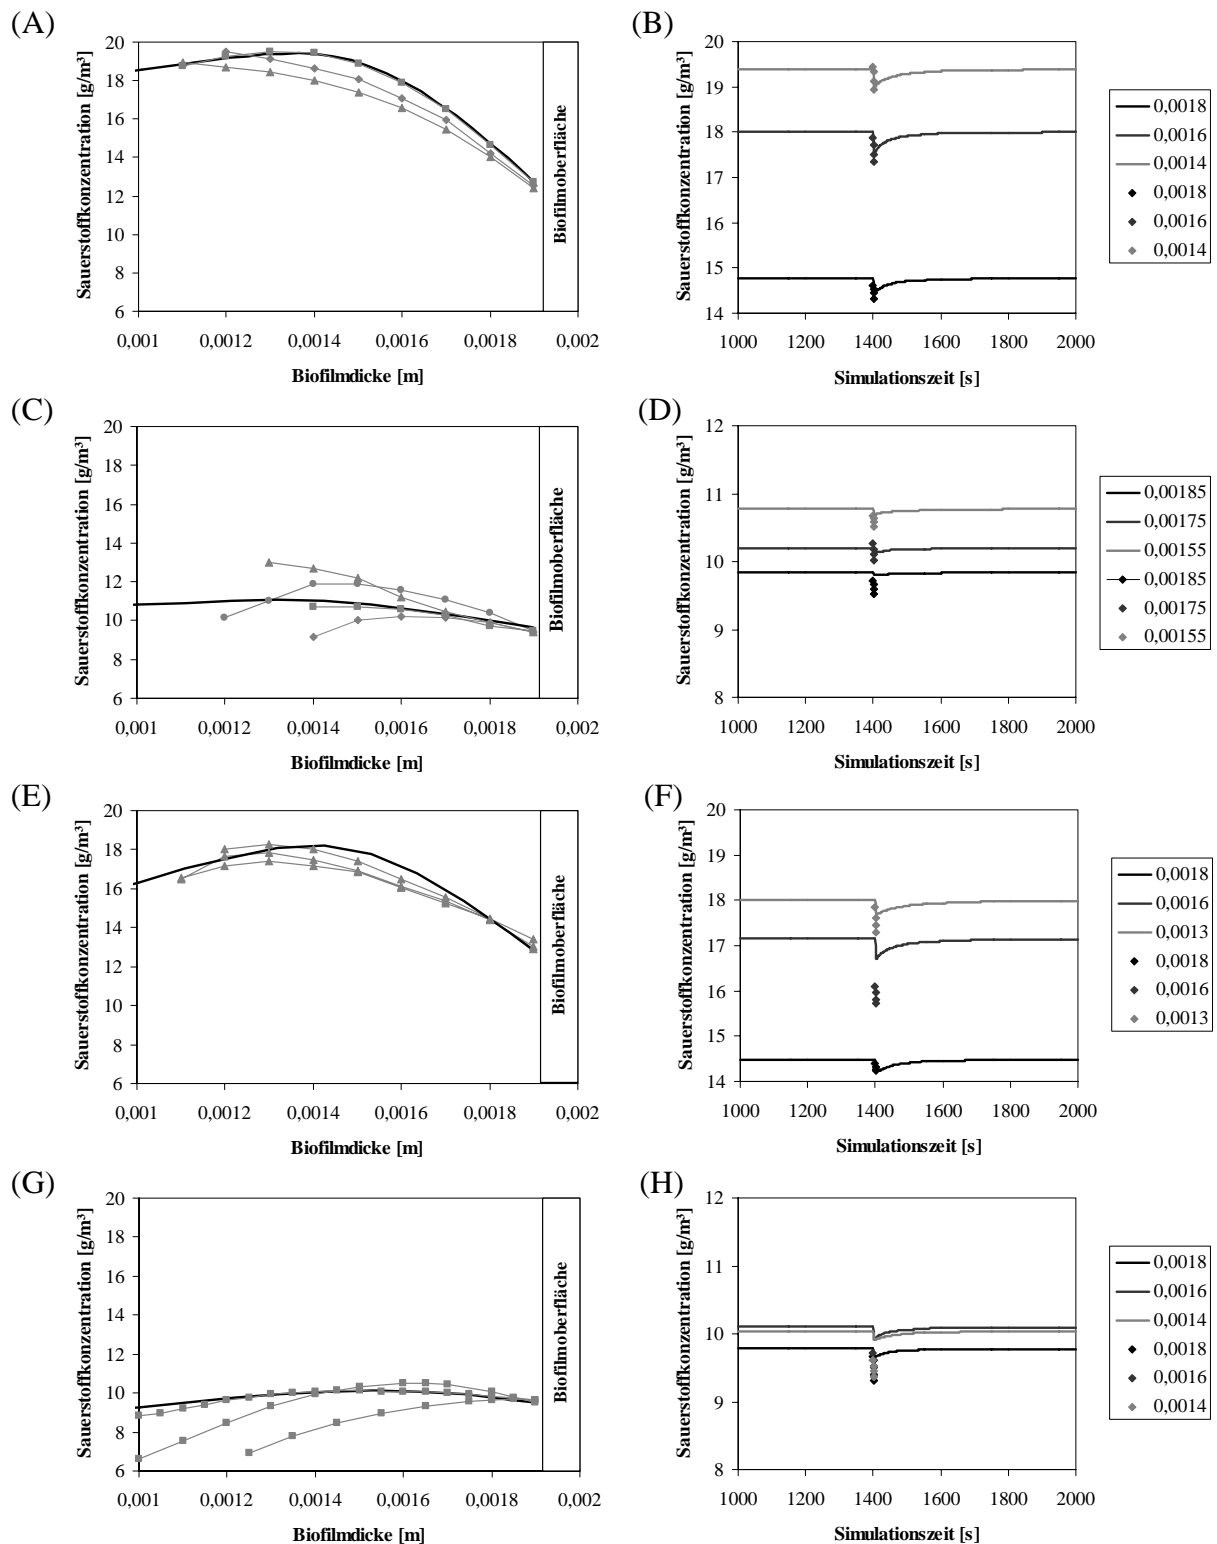 (A)
Sauerstoffkonzentration [g/m³]
20
18
16
14
12
10
8
6
0,001 0,0012 0,0014 0,0016 0,0018 0,002
Biofilmdicke [m]
Biofilmoberfläche
(B)
Sauerstoffkonzentration [g/m³]
20
19
18
17
16
15
14
1000 1200 1400 1600 1800 2000
Simulationszeit [s]
0,0018
0,0016
0,0014
0,0018
0,0016
0,0014
(C)
Sauerstoffkonzentration [g/m³]
20
18
16
14
12
10
8
6
0,001 0,0012 0,0014 0,0016 0,0018 0,002
Biofilmdicke [m]
Biofilmoberfläche
(D)
Sauerstoffkonzentration [g/m³]
12
11
10
9
8
1000 1200 1400 1600 1800 2000
Simulationszeit [s]
0,00185
0,00175
0,00155
0,00185
0,00175
0,00155
(E)
Sauerstoffkonzentration [g/m³]
20
18
16
14
12
10
8
6
0,001 0,0012 0,0014 0,0016 0,0018 0,002
Biofilmdicke [m]
Biofilmoberfläche
(F)
Sauerstoffkonzentration [g/m³]
20
19
18
17
16
15
14
1000 1200 1400 1600 1800 2000
Simulationszeit [s]
0,0018
0,0016
0,0013
0,0018
0,0016
0,0013
(G)
Sauerstoffkonzentration [g/m³]
20
18
16
14
12
10
8
6
0,001 0,0012 0,0014 0,0016 0,0018 0,002
Biofilmdicke [m]
Biofilmoberfläche
(H)
Sauerstoffkonzentration [g/m³]
12
11
10
9
8
1000 1200 1400 1600 1800 2000
Simulationszeit [s]
0,0018
0,0016
0,0014
0,0018
0,0016
0,0014